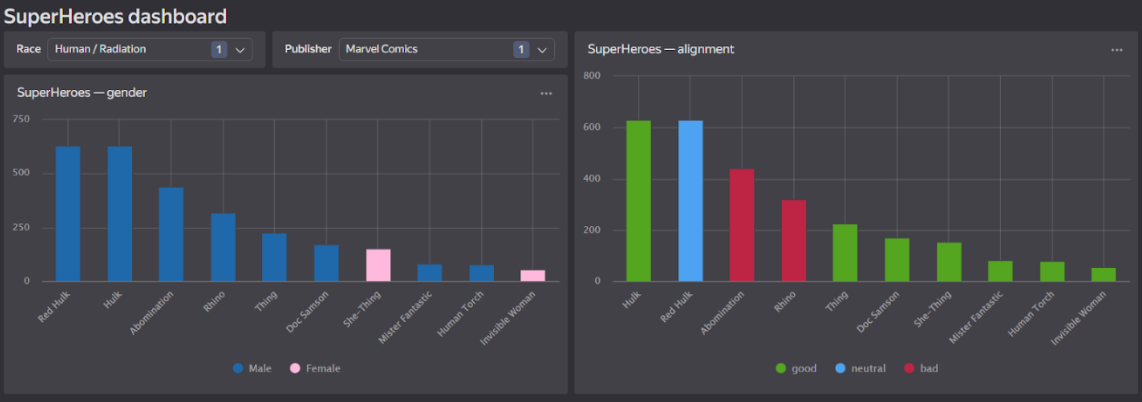 SuperHeroes dashboard
Race Human / Radiation 1
Publisher Marvel Comics 1
SuperHeroes — gender
750
500
250
0
Red Hulk
Hulk
Abomination
Rhino
Thing
Doc Samson
She-Thing
Mister Fantastic
Human Torch
Invisible Woman
Male Female
SuperHeroes — alignment
800
600
400
200
0
Hulk
Red Hulk
Abomination
Rhino
Thing
Doc Samson
She-Thing
Mister Fantastic
Human Torch
Invisible Woman
good neutral bad